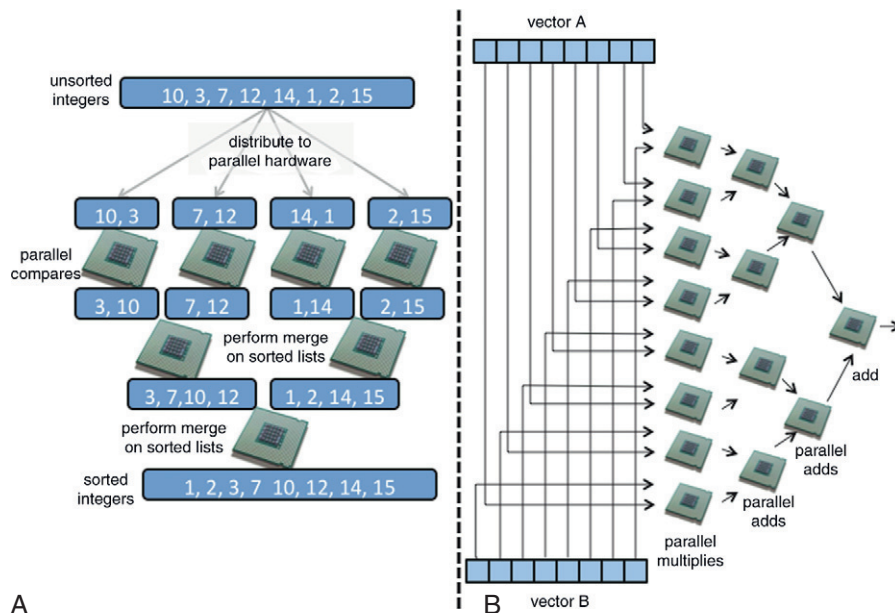 unsorted
integers
10, 3, 7, 12, 14, 1, 2, 15
distribute to
parallel hardware
10, 3
7, 12
14, 1
2, 15
parallel
compares
3, 10
7, 12
1,14
2, 15
perform merge
on sorted lists
3, 7,10, 12
1, 2, 14, 15
perform merge
on sorted lists
sorted
integers
1, 2, 3, 7 10, 12, 14, 15
A
vector A
add
parallel
adds
parallel
adds
parallel
multiplies
vector B
B